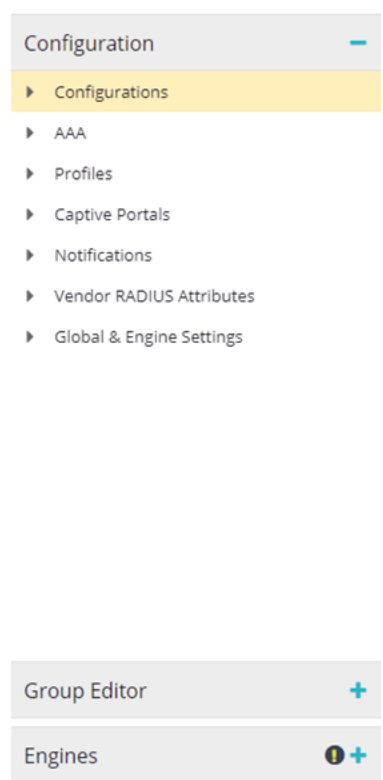 Configuration
Configurations
AAA
Profiles
Captive Portals
Notifications
Vendor RADIUS Attributes
Global & Engine Settings
Group Editor
Engines